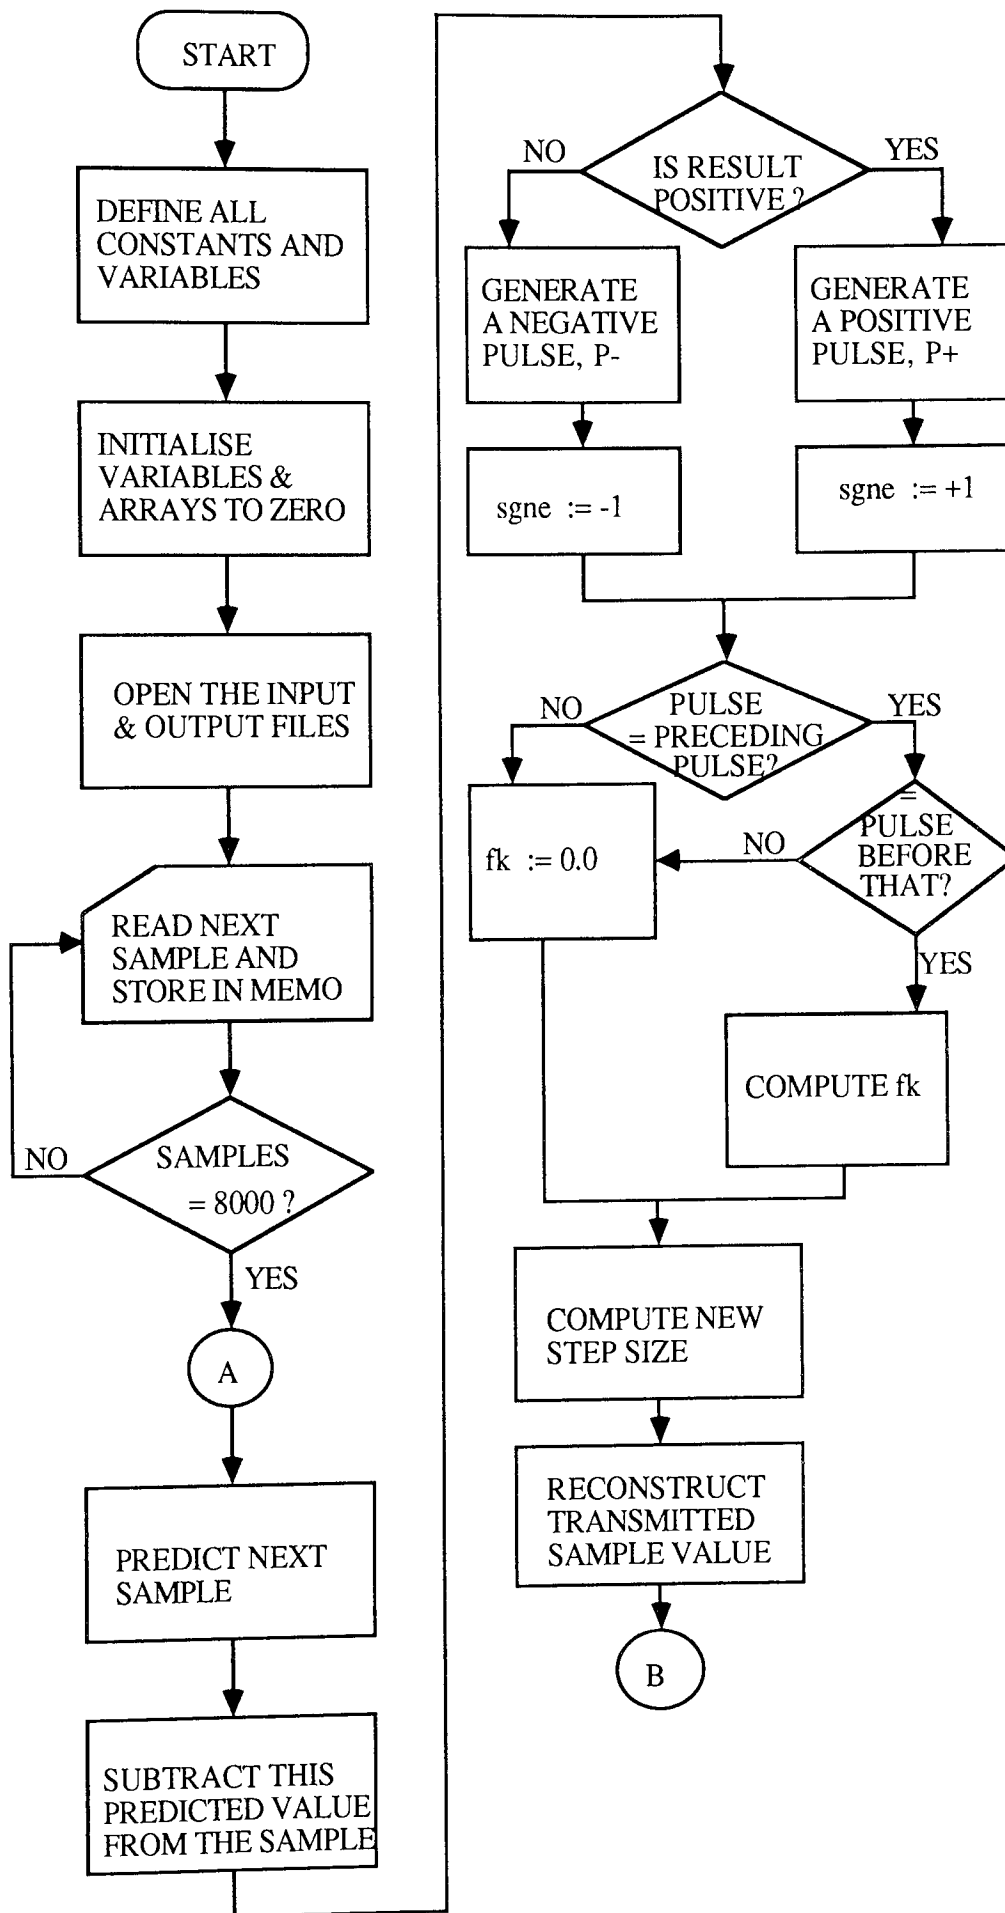 START
DEFINE ALL
CONSTANTS AND
VARIABLES
INITIALISE
VARIABLES &
ARRAYS TO ZERO
OPEN THE INPUT
& OUTPUT FILES
READ NEXT
SAMPLE AND
STORE IN MEMO
NO
SAMPLES
= 8000 ?
YES
A
PREDICT NEXT
SAMPLE
SUBTRACT THIS
PREDICTED VALUE
FROM THE SAMPLE
NO
IS RESULT
POSITIVE ?
YES
GENERATE
A NEGATIVE
PULSE, P-
GENERATE
A POSITIVE
PULSE, P+
sgne := -1
sgne := +1
NO
PULSE
= PRECEDING
PULSE?
YES
fk := 0.0
NO
=
PULSE
BEFORE
THAT?
YES
COMPUTE fk
COMPUTE NEW
STEP SIZE
RECONSTRUCT
TRANSMITTED
SAMPLE VALUE
B